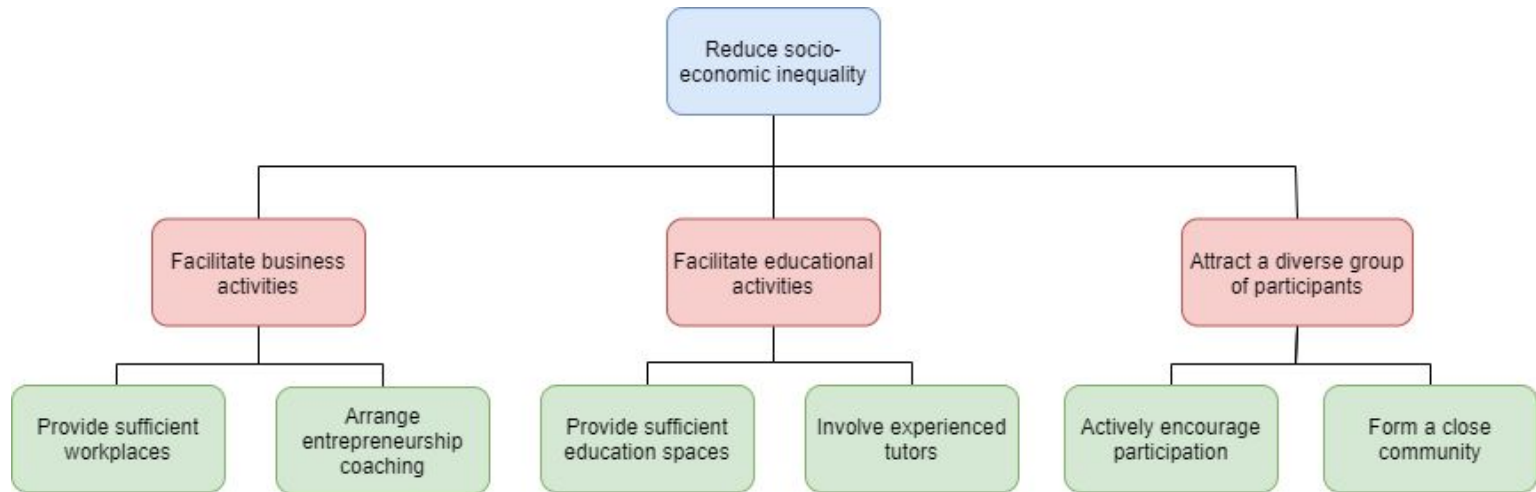 Reduce socio-
economic inequality
Facilitate business
activities
Facilitate educational
activities
Attract a diverse group
of participants
Provide sufficient
workplaces
Arrange
entrepreneurship
coaching
Provide sufficient
education spaces
Involve experienced
tutors
Actively encourage
participation
Form a close
community